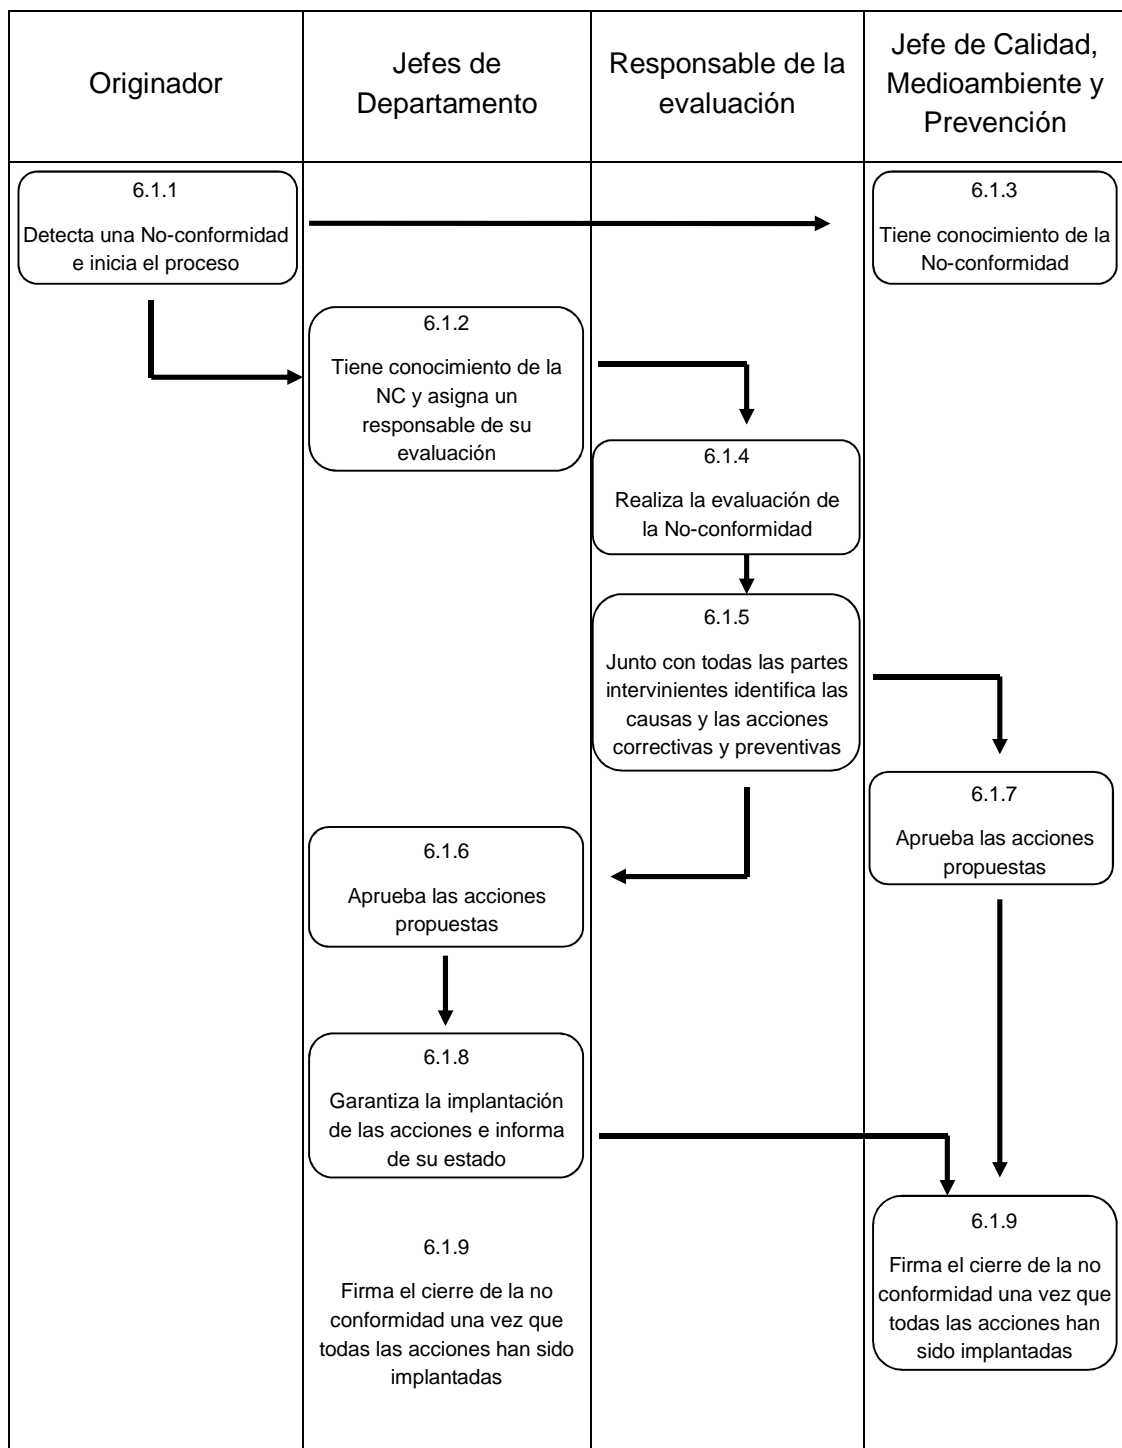 Originador
Jefes de
Departamento
Responsable de la
evaluación
Jefe de Calidad,
Medioambiente y
Prevención
6.1.1
Detecta una No-conformidad
e inicia el proceso
6.1.3
Tiene conocimiento de la
No-conformidad
6.1.2
Tiene conocimiento de la
NC y asigna un
responsable de su
evaluación
6.1.4
Realiza la evaluación de
la No-conformidad
6.1.5
Junto con todas las partes
intervinientes identifica las
causas y las acciones
correctivas y preventivas
6.1.7
Aprueba las acciones
propuestas
6.1.6
Aprueba las acciones
propuestas
6.1.8
Garantiza la implantación
de las acciones e informa
de su estado
6.1.9
Firma el cierre de la no
conformidad una vez que
todas las acciones han sido
implantadas
6.1.9
Firma el cierre de la no
conformidad una vez que
todas las acciones han
sido implantadas